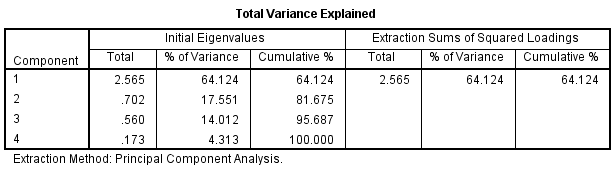 Total Variance Explained
Initial Eigenvalues Extraction Sums of Squared Loadings
Component Total % of Variance Cumulative % Total % of Variance Cumulative %
1 2.565 64.124 64.124 2.565 64.124 64.124
2 .702 17.551 81.675
3 .560 14.012 95.687
4 .173 4.313 100.000
Extraction Method: Principal Component Analysis.